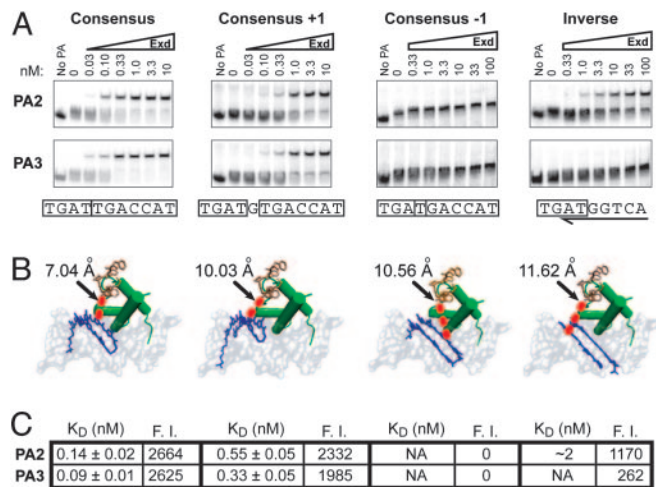 A Consensus Consensus +1 Consensus -1 Inverse
Exd Exd Exd Exd
nM: No PA 0 0.03 0.10 0.33 1.0 3.3 10 No PA 0 0.03 0.10 0.33 1.0 3.3 10 No PA 0 0.33 1.0 3.3 10 33 100 No PA 0 0.33 1.0 3.3 10 33 100
PA2
PA3
TGATTGACCAT TGATGTGACCAT TGATGACCAT TGATGGTCA
B 7.04 Å 10.03 Å 10.56 Å 11.62 Å
C KD (nM) F. I. KD (nM) F. I. KD (nM) F. I. KD (nM) F. I.
PA2 0.14 ± 0.02 2664 0.55 ± 0.05 2332 NA 0 ~2 1170
PA3 0.09 ± 0.01 2625 0.33 ± 0.05 1985 NA 0 NA 262